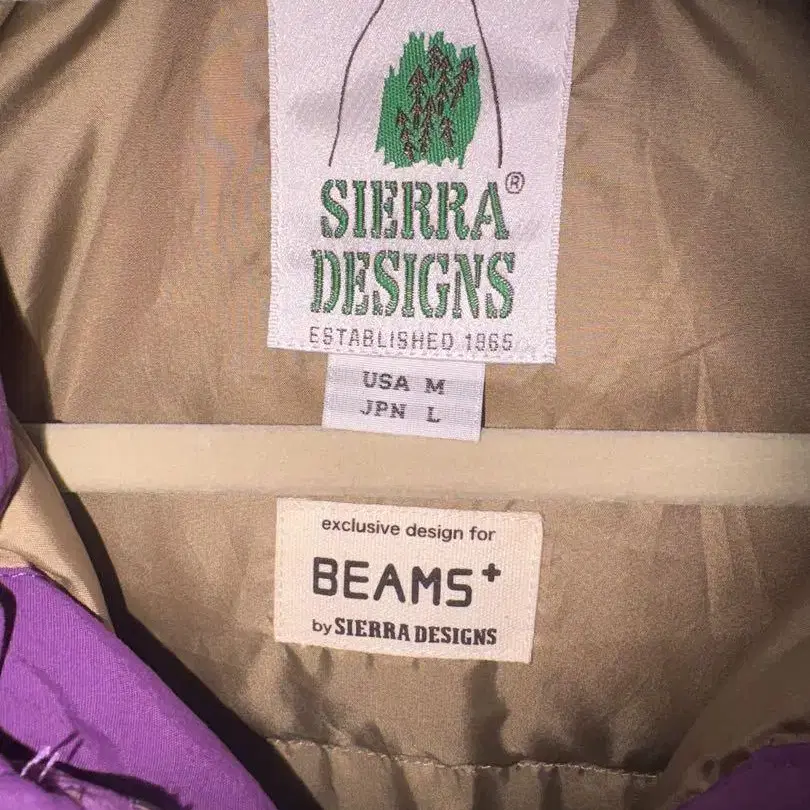 SIERRA®
DESIGNS
ESTABLISHED 1965
USA M
JPN L
exclusive design for
BEAMS+
by SIERRA DESIGNS